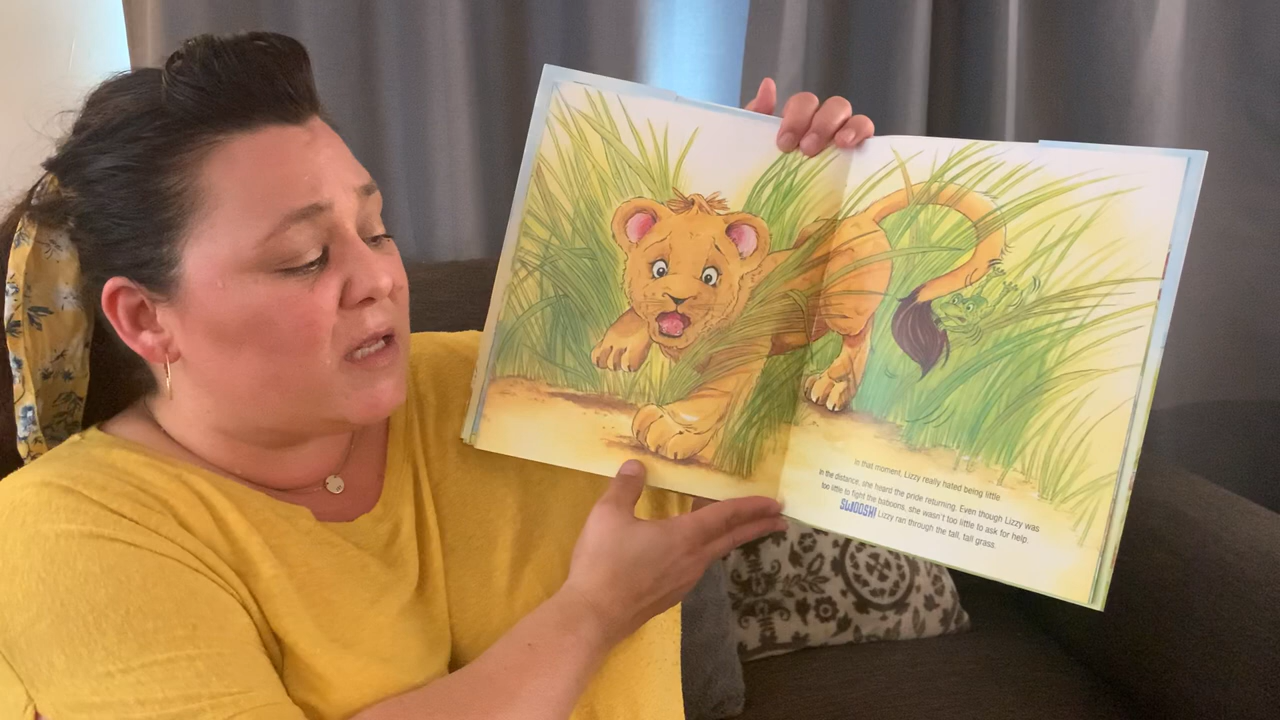 In that moment, Lizzy really hated being little.
In the distance, she heard the pride returning. Even though Lizzy was
too little to fight the baboons, she wasn't too little to ask for help.
SWOOSH! Lizzy ran through the tall, tall grass.